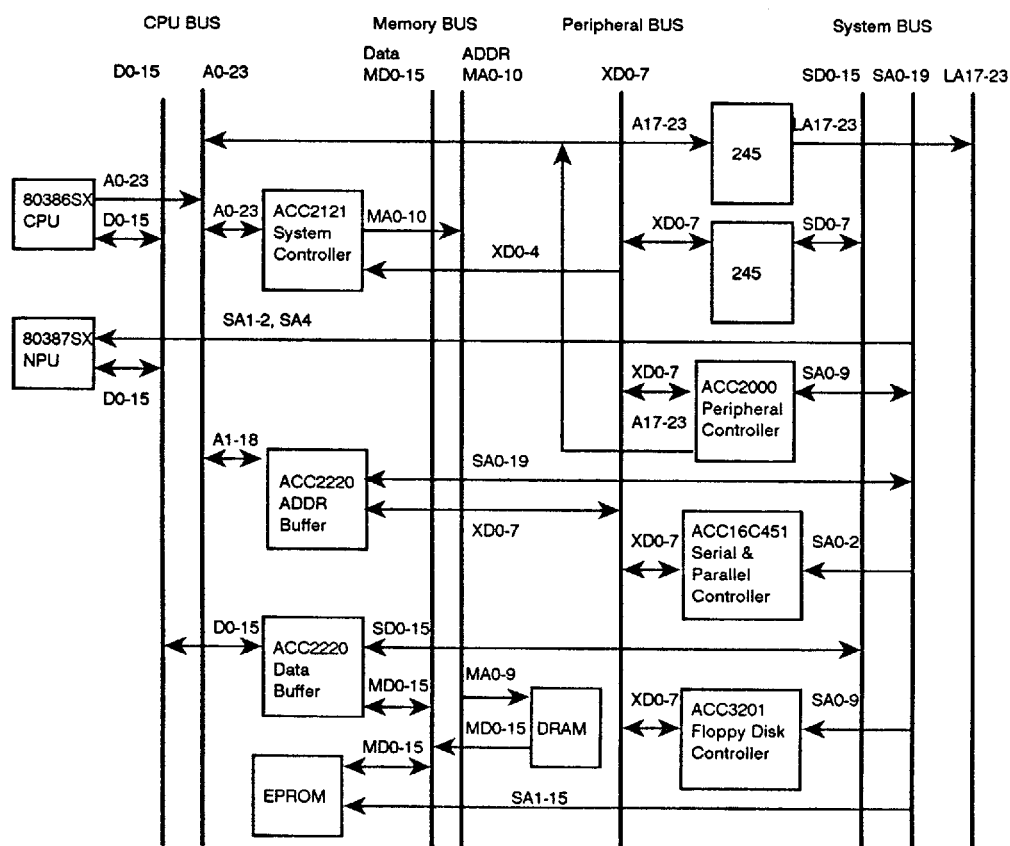 CPU BUS
Memory BUS
Peripheral BUS
System BUS
Data
ADDR
D0-15
A0-23
MD0-15
MA0-10
XD0-7
SD0-15
SA0-19
LA17-23
A17-23
LA17-23
245
80386SX
CPU
A0-23
D0-15
A0-23
ACC2121
System
Controller
MA0-10
XD0-4
XD0-7
SD0-7
245
80387SX
NPU
SA1-2, SA4
D0-15
XD0-7
A17-23
ACC2000
Peripheral
Controller
SA0-9
A1-18
ACC2220
ADDR
Buffer
SA0-19
XD0-7
XD0-7
ACC16C451
Serial &
Parallel
Controller
SA0-2
D0-15
ACC2220
Data
Buffer
SD0-15
MD0-15
MA0-9
MD0-15
DRAM
XD0-7
ACC3201
Floppy Disk
Controller
SA0-9
EPROM
MD0-15
SA1-15